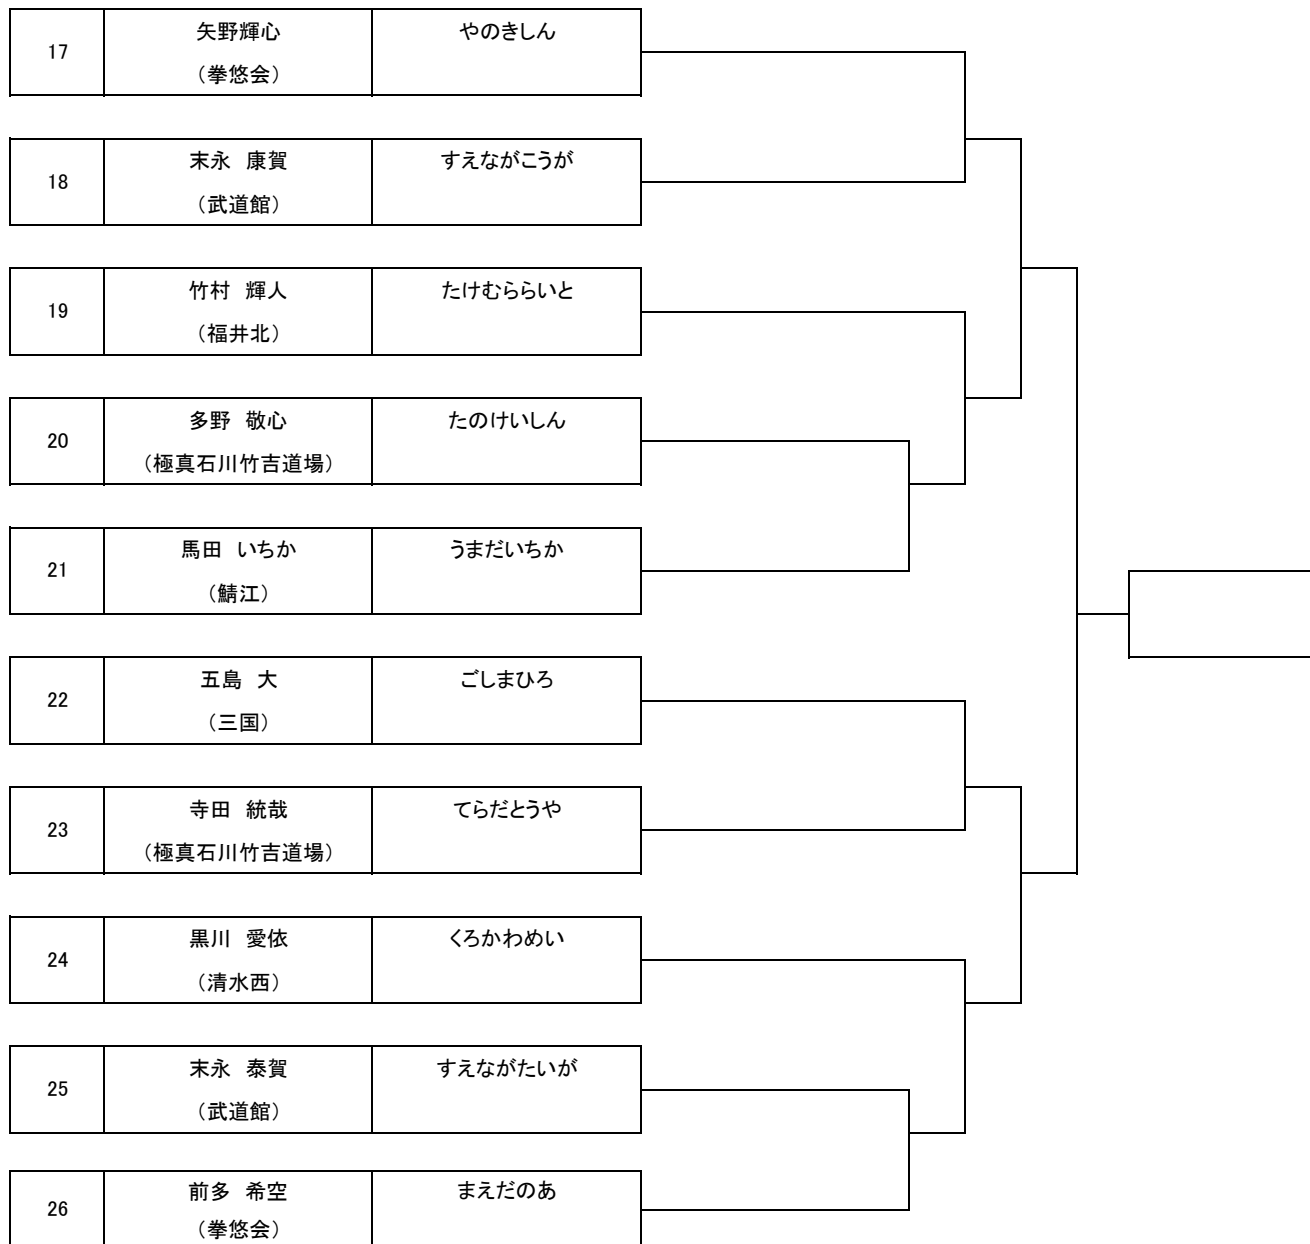 17
矢野輝心
（拳悠会）
やのきしん
18
末永　康賀
（武道館）
すえながこうが
19
竹村　輝人
（福井北）
たけむららいと
20
多野　敬心
（極真石川竹吉道場）
たのけいしん
21
馬田　いちか
（鯖江）
うまだいちか
22
五島　大
（三国）
ごしまひろ
23
寺田　統哉
（極真石川竹吉道場）
てらだとうや
24
黒川　愛依
（清水西）
くろかわめい
25
末永　泰賀
（武道館）
すえながたいが
26
前多　希空
（拳悠会）
まえだのあ